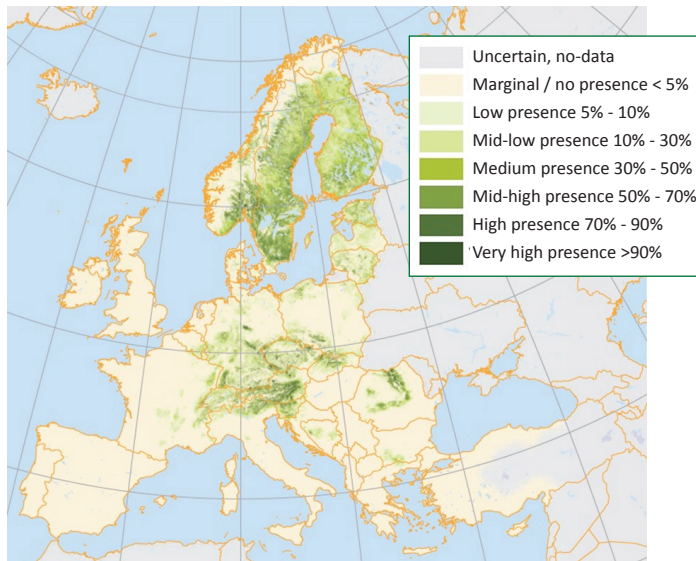 Uncertain, no-data
Marginal / no presence < 5%
Low presence 5% - 10%
Mid-low presence 10% - 30%
Medium presence 30% - 50%
Mid-high presence 50% - 70%
High presence 70% - 90%
Very high presence >90%